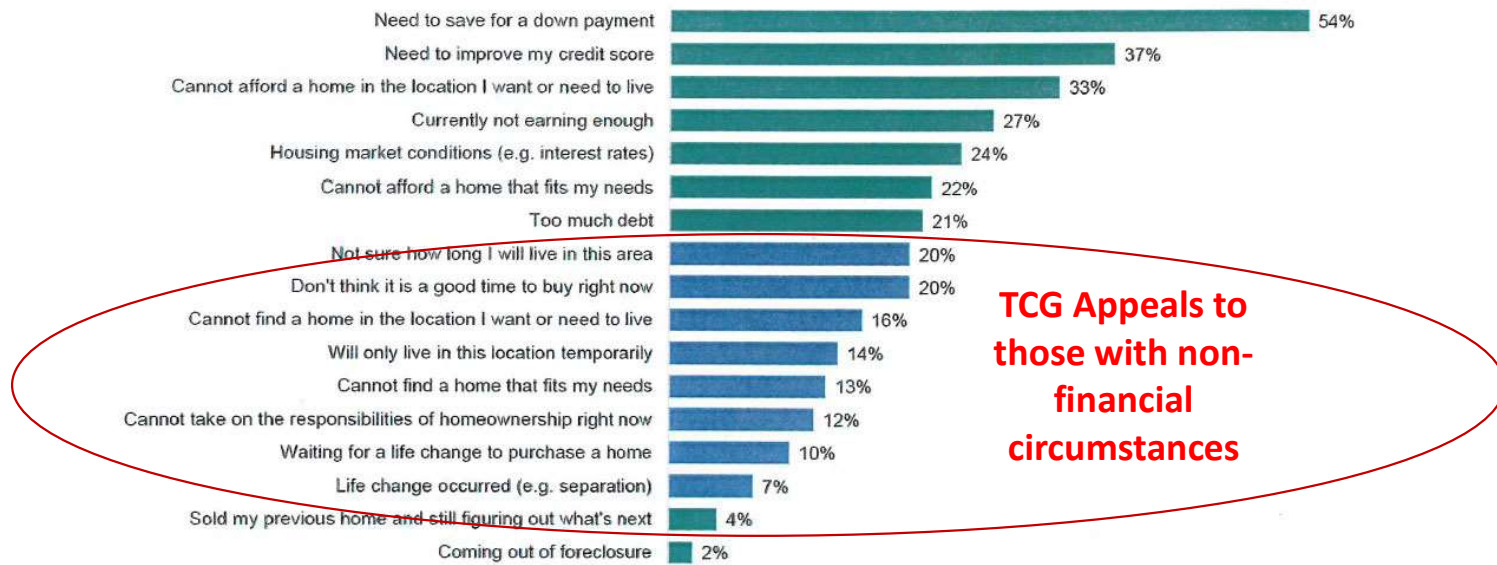 Need to save for a down payment 54%
Need to improve my credit score 37%
Cannot afford a home in the location I want or need to live 33%
Currently not earning enough 27%
Housing market conditions (e.g. interest rates) 24%
Cannot afford a home that fits my needs 22%
Too much debt 21%
Not sure how long I will live in this area 20%
Don't think it is a good time to buy right now 20%
Cannot find a home in the location I want or need to live 16%
Will only live in this location temporarily 14%
Cannot find a home that fits my needs 13%
Cannot take on the responsibilities of homeownership right now 12%
Waiting for a life change to purchase a home 10%
Life change occurred (e.g. separation) 7%
Sold my previous home and still figuring out what's next 4%
Coming out of foreclosure 2%
TCG Appeals to
those with non-
financial
circumstances